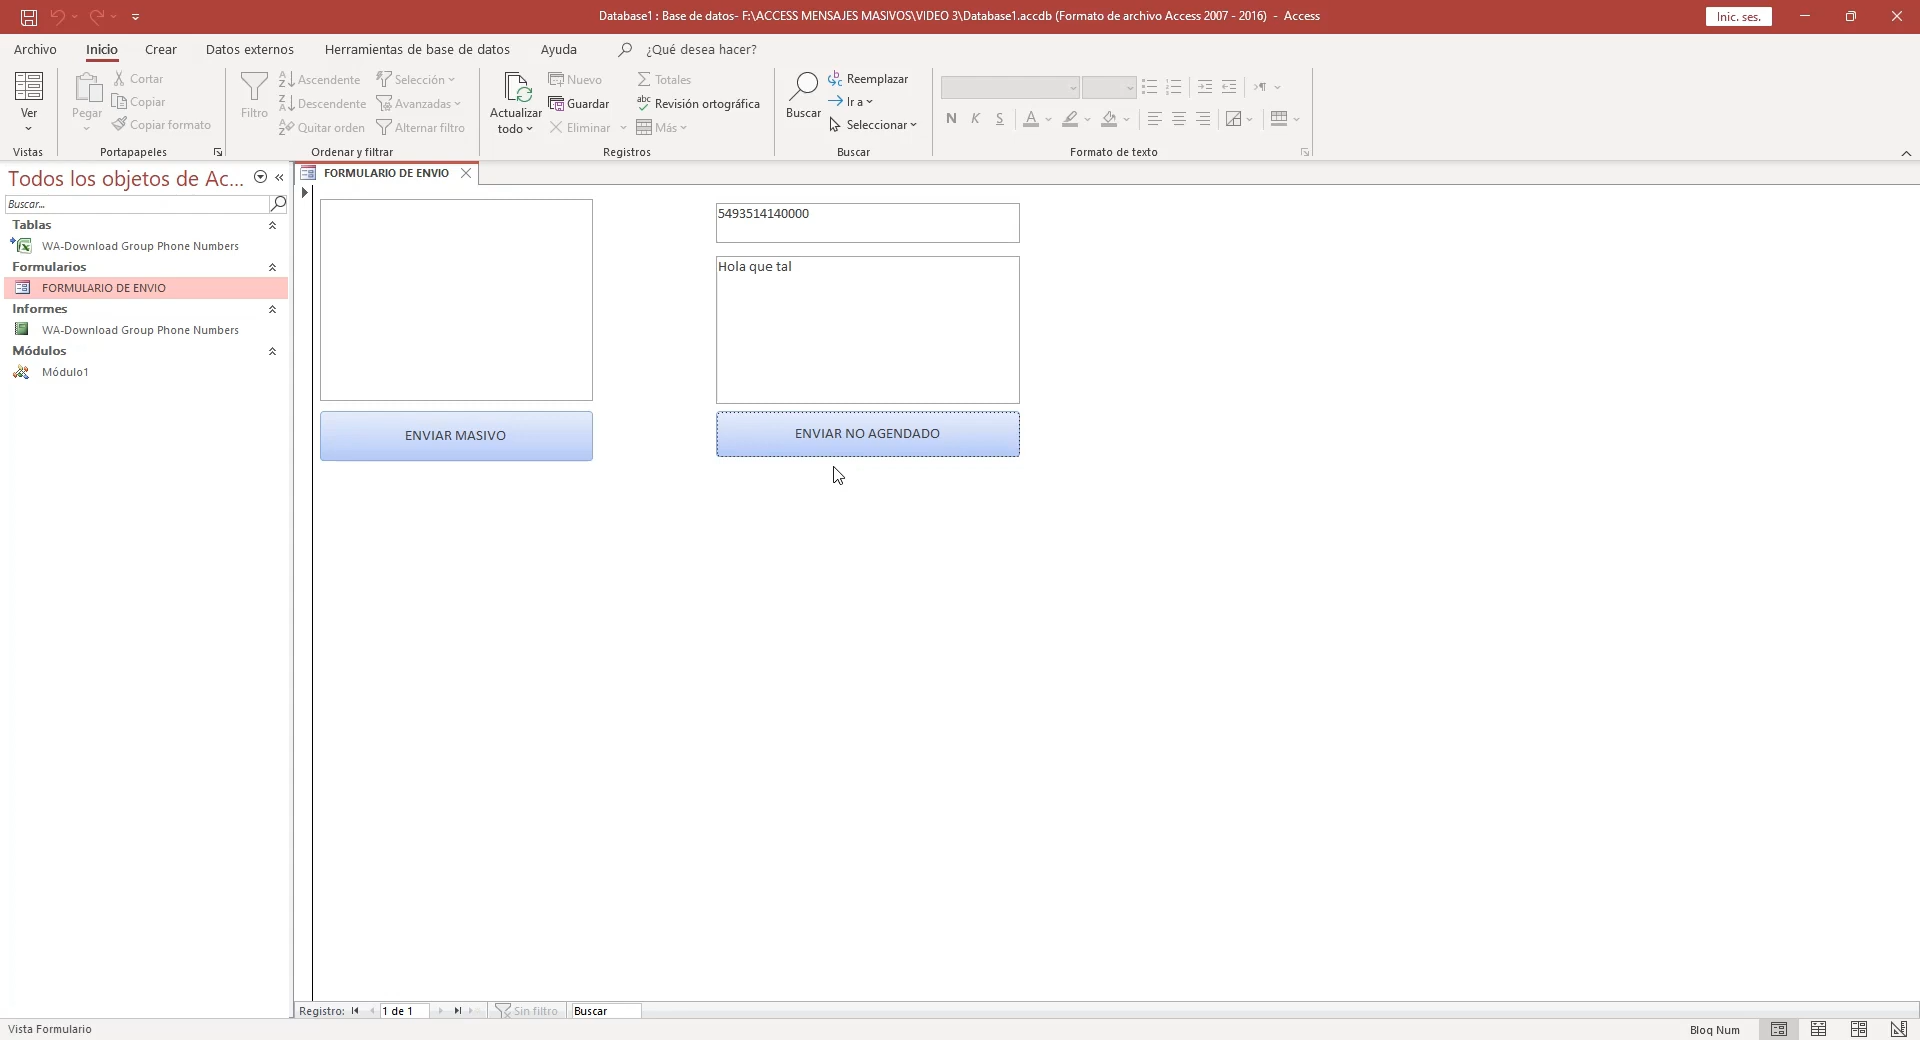 Database1 : Base de datos- F:\ACCESS MENSAJES MASIVOS\VIDEO 3\Database1.accdb (Formato de archivo Access 2007 - 2016) - Access
Inic. ses.
Archivo Inicio Crear Datos externos Herramientas de base de datos Ayuda ¿Qué desea hacer?
Ver
Vistas
Pegar
Cortar
Copiar
Copiar formato
Portapapeles
Filtro
Ascendente
Descendente
Quitar orden
Selección
Avanzadas
Alternar filtro
Ordenar y filtrar
Actualizar
todo
Nuevo
Guardar
Eliminar
Totales
Revisión ortográfica
Más
Registros
Buscar
Reemplazar
Ir a
Seleccionar
Buscar
N K S A
Formato de texto
Todos los objetos de Ac...
Buscar...
Tablas
WA-Download Group Phone Numbers
Formularios
FORMULARIO DE ENVIO
Informes
WA-Download Group Phone Numbers
Módulos
Módulo1
FORMULARIO DE ENVIO
5493514140000
Hola que tal
ENVIAR MASIVO
ENVIAR NO AGENDADO
Registro: 1 de 1 Sin filtro Buscar
Vista Formulario
Bloq Num